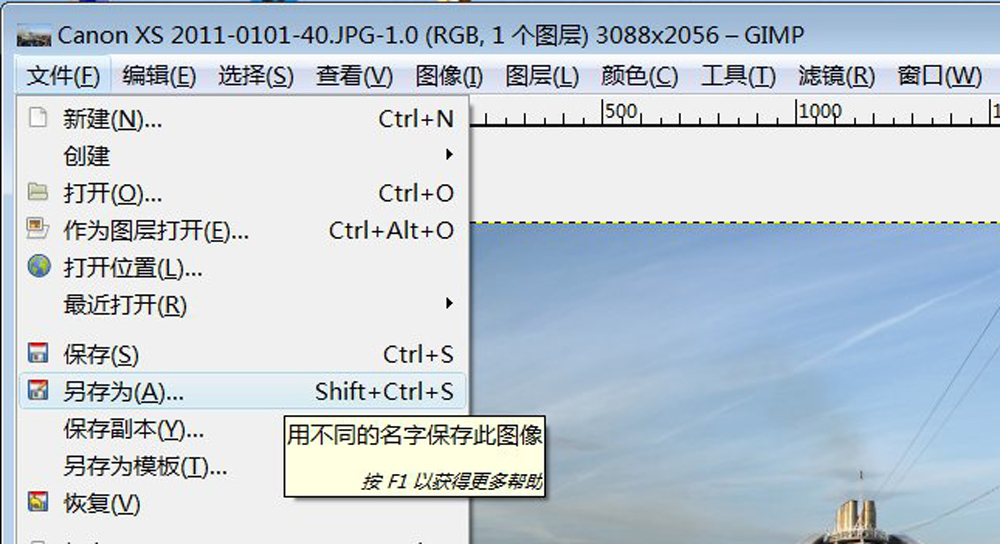 Canon XS 2011-0101-40.JPG-1.0 (RGB, 1 个图层) 3088x2056 – GIMP
文件(F) 编辑(E) 选择(S) 查看(V) 图像(I) 图层(L) 颜色(C) 工具(T) 滤镜(R) 窗口(W)
500 1000
新建(N)... Ctrl+N
创建
打开(O)... Ctrl+O
作为图层打开(E)... Ctrl+Alt+O
打开位置(L)...
最近打开(R)
保存(S) Ctrl+S
另存为(A)... Shift+Ctrl+S
保存副本(Y)...
用不同的名字保存此图像
另存为模板(T)...
按 F1 以获得更多帮助
恢复(V)